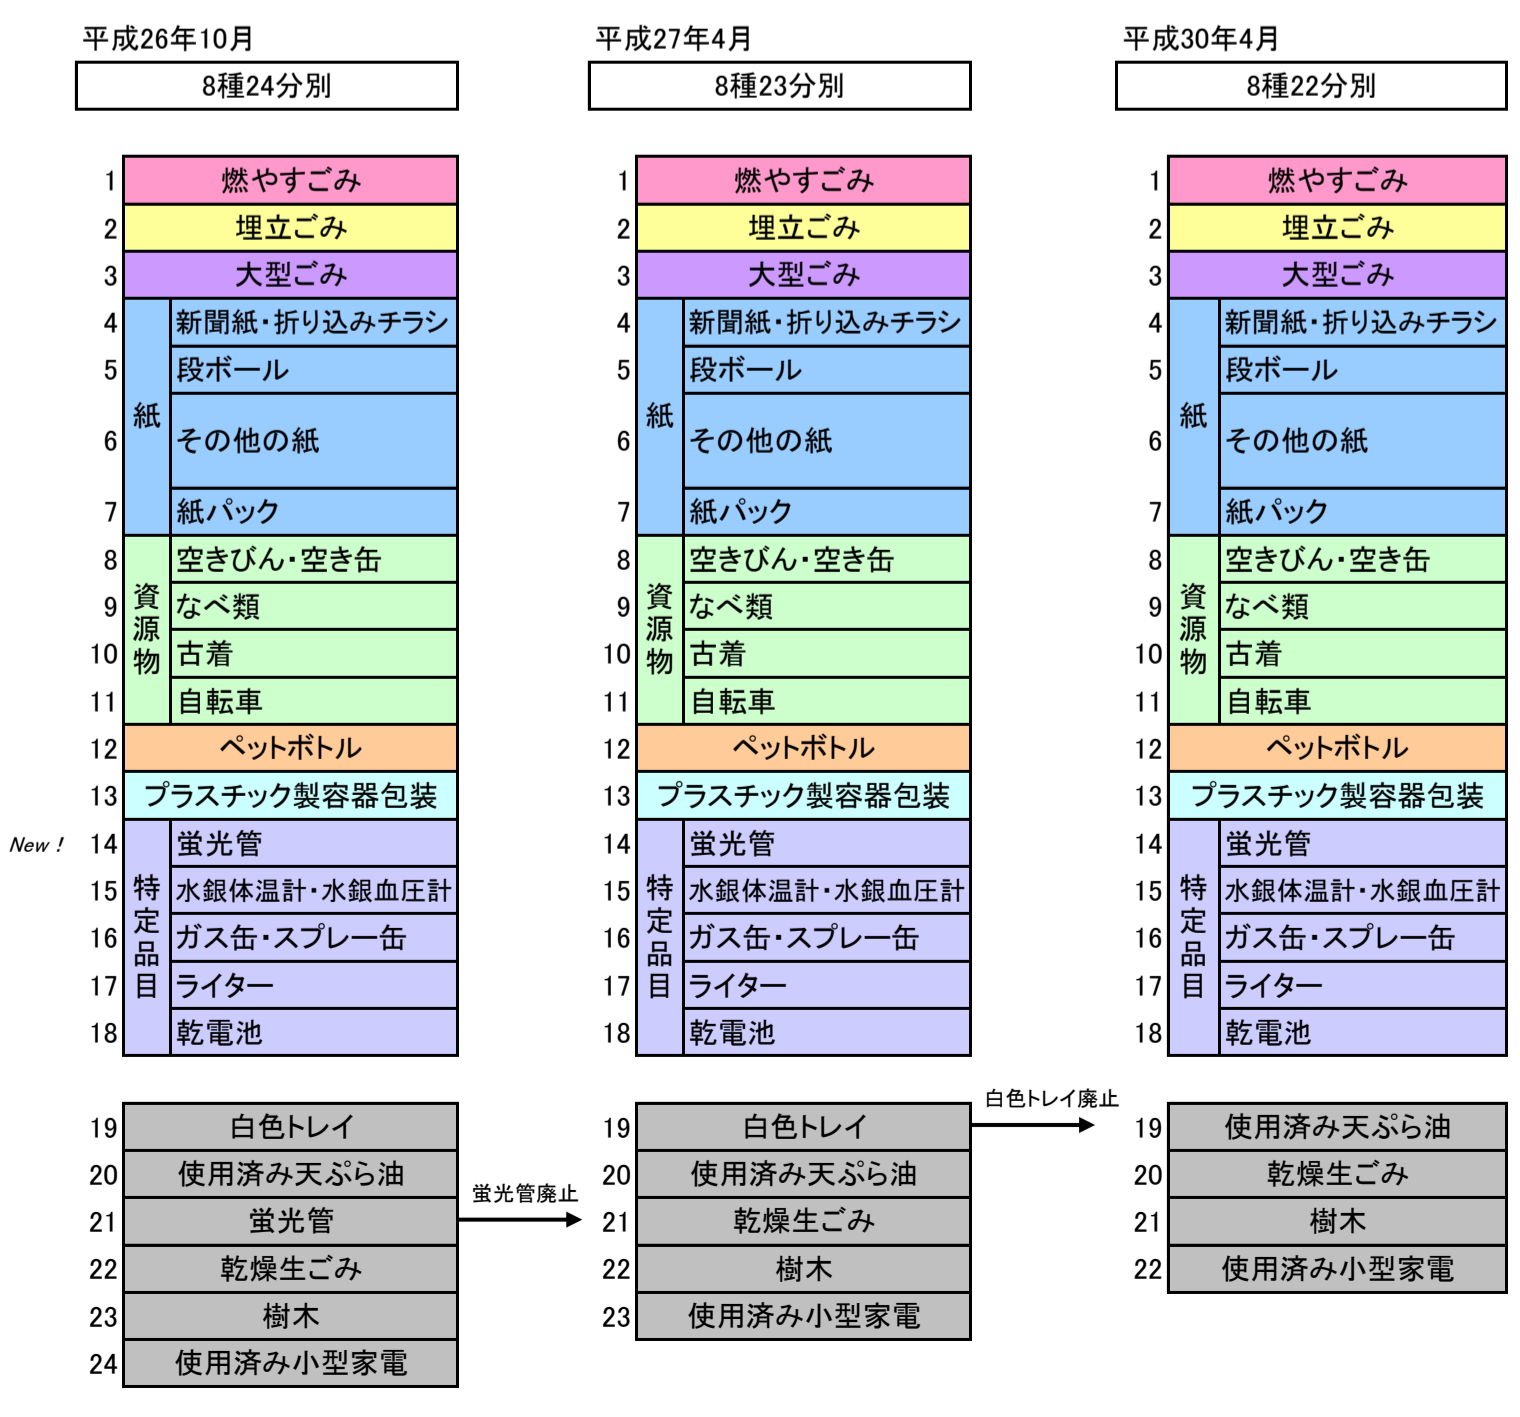 平成26年10月
8種24分別
1 燃やすごみ
2 埋立ごみ
3 大型ごみ
紙
4 新聞紙・折り込みチラシ
5 段ボール
6 その他の紙
7 紙パック
資源物
8 空きびん・空き缶
9 なべ類
10 古着
11 自転車
12 ペットボトル
13 プラスチック製容器包装
特定品目
New! 14 蛍光管
15 水銀体温計・水銀血圧計
16 ガス缶・スプレー缶
17 ライター
18 乾電池
19 白色トレイ
20 使用済み天ぷら油
21 蛍光管
22 乾燥生ごみ
23 樹木
24 使用済み小型家電
蛍光管廃止
平成27年4月
8種23分別
1 燃やすごみ
2 埋立ごみ
3 大型ごみ
紙
4 新聞紙・折り込みチラシ
5 段ボール
6 その他の紙
7 紙パック
資源物
8 空きびん・空き缶
9 なべ類
10 古着
11 自転車
12 ペットボトル
13 プラスチック製容器包装
特定品目
14 蛍光管
15 水銀体温計・水銀血圧計
16 ガス缶・スプレー缶
17 ライター
18 乾電池
19 白色トレイ
20 使用済み天ぷら油
21 乾燥生ごみ
22 樹木
23 使用済み小型家電
白色トレイ廃止
平成30年4月
8種22分別
1 燃やすごみ
2 埋立ごみ
3 大型ごみ
紙
4 新聞紙・折り込みチラシ
5 段ボール
6 その他の紙
7 紙パック
資源物
8 空きびん・空き缶
9 なべ類
10 古着
11 自転車
12 ペットボトル
13 プラスチック製容器包装
特定品目
14 蛍光管
15 水銀体温計・水銀血圧計
16 ガス缶・スプレー缶
17 ライター
18 乾電池
19 使用済み天ぷら油
20 乾燥生ごみ
21 樹木
22 使用済み小型家電